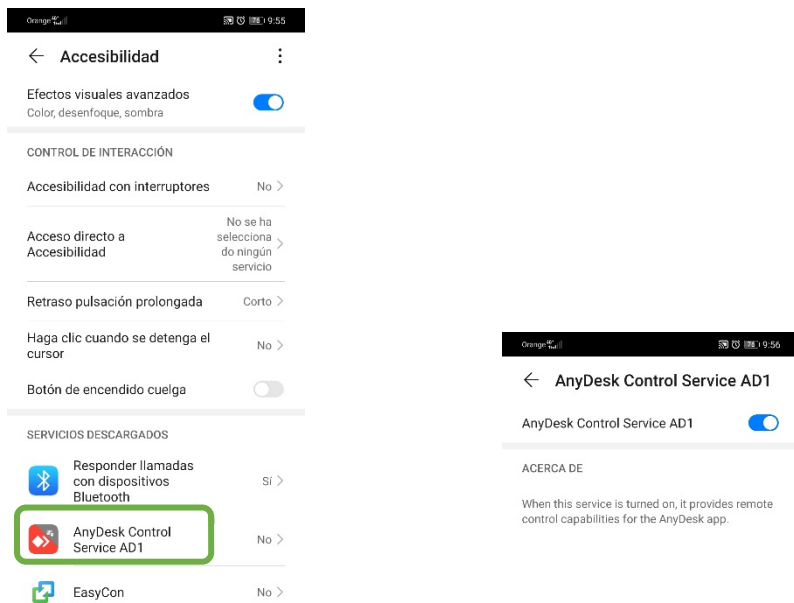 Orange 9:55
Accesibilidad
Efectos visuales avanzados
Color, desenfoque, sombra
CONTROL DE INTERACCIÓN
Accesibilidad con interruptores No
Acceso directo a
Accesibilidad
No se ha
selecciona
do ningún
servicio
Retraso pulsación prolongada Corto
Haga clic cuando se detenga el
cursor
No
Botón de encendido cuelga
SERVICIOS DESCARGADOS
Responder llamadas
con dispositivos
Bluetooth
Sí
AnyDesk Control
Service AD1
No
EasyCon No
Orange 9:56
AnyDesk Control Service AD1
AnyDesk Control Service AD1
ACERCA DE
When this service is turned on, it provides remote
control capabilities for the AnyDesk app.